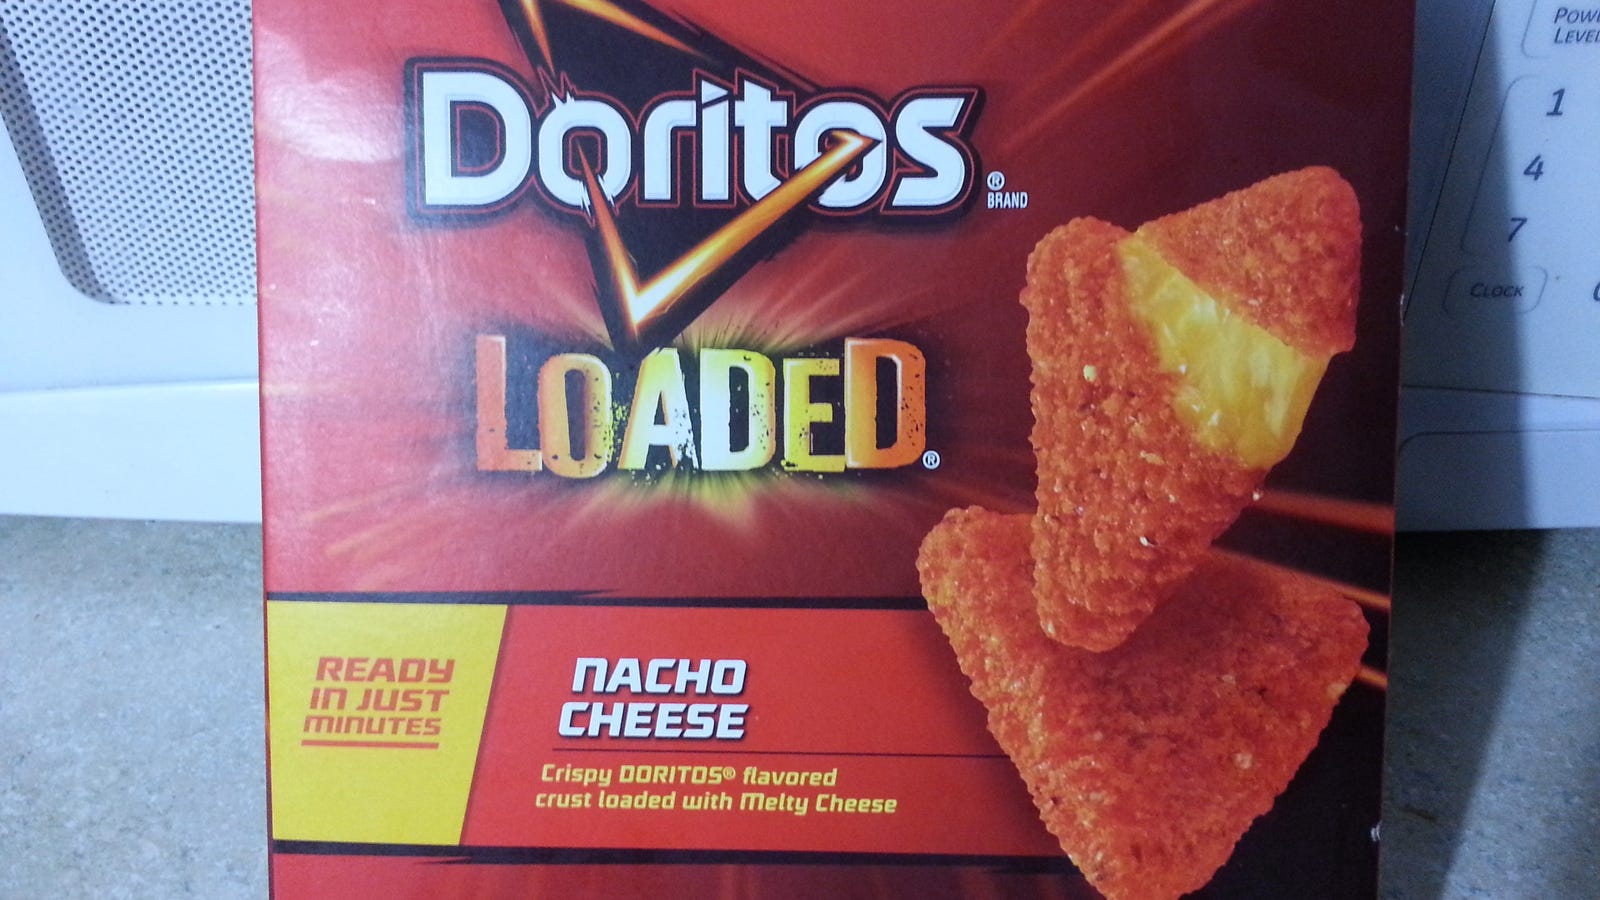 Doritos
® BRAND
LOADED®
READY
IN JUST
MINUTES
NACHO
CHEESE
Crispy DORITOS® flavored
crust loaded with Melty Cheese
LEVEL
1
4
7
CLOCK